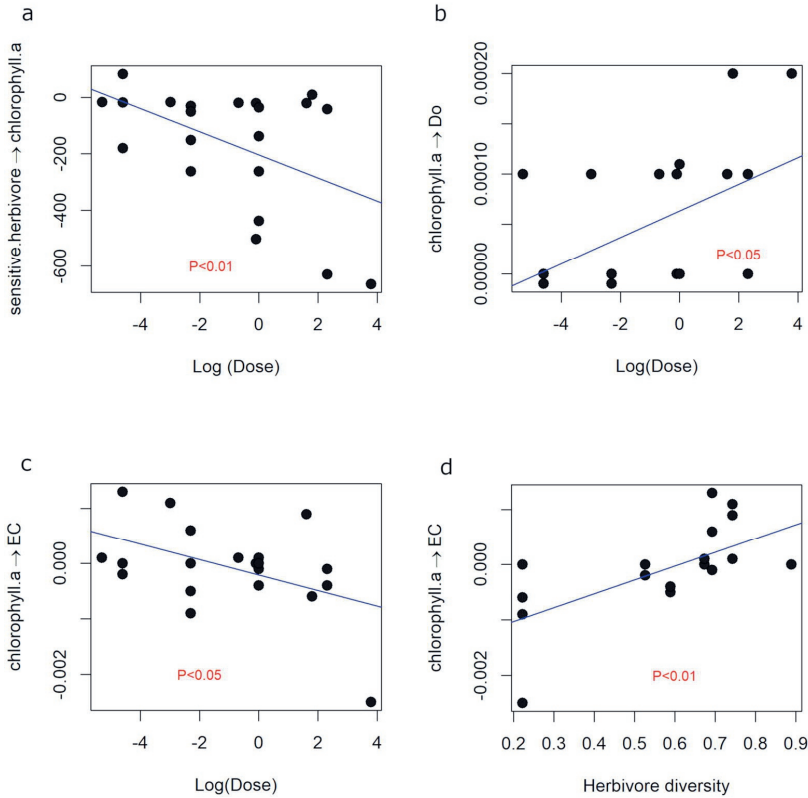 a
sensitive.herbivore → chlorophyll.a
0
-200
-400
-600
P<0.01
-4 -2 0 2 4
Log (Dose)
b
chlorophyll.a → Do
0.00020
0.00010
0.00000
P<0.05
-4 -2 0 2 4
Log(Dose)
c
chlorophyll.a → EC
0.000
-0.002
P<0.05
-4 -2 0 2 4
Log(Dose)
d
chlorophyll.a → EC
0.000
-0.002
P<0.01
0.2 0.3 0.4 0.5 0.6 0.7 0.8 0.9
Herbivore diversity